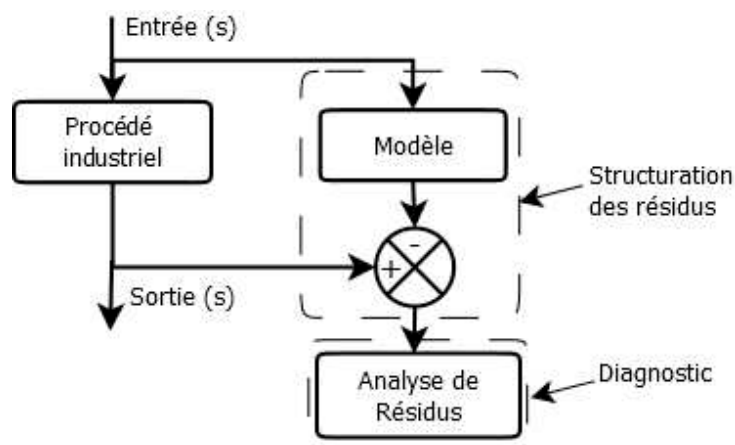 Entrée (s)
Procédé
industriel
Modèle
Structuration
des résidus
-
+
Sortie (s)
Analyse de
Résidus
Diagnostic